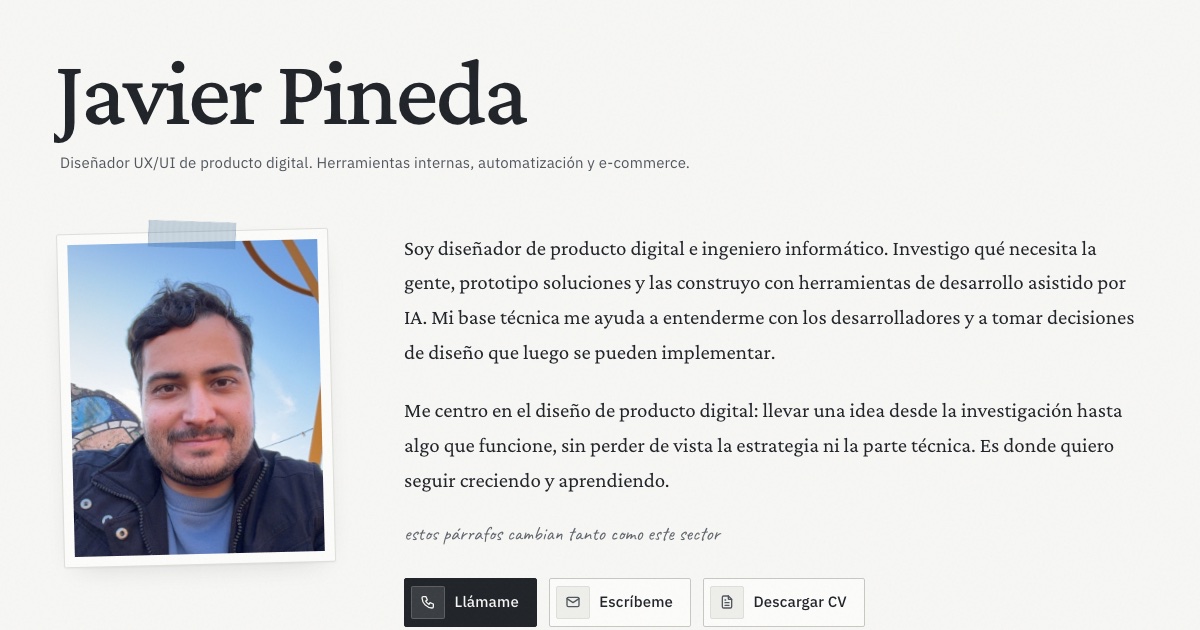 Javier Pineda
Diseñador UX/UI de producto digital. Herramientas internas, automatización y e-commerce.
Soy diseñador de producto digital e ingeniero informático. Investigo qué necesita la
gente, prototipo soluciones y las construyo con herramientas de desarrollo asistido por
IA. Mi base técnica me ayuda a entenderme con los desarrolladores y a tomar decisiones
de diseño que luego se pueden implementar.
Me centro en el diseño de producto digital: llevar una idea desde la investigación hasta
algo que funcione, sin perder de vista la estrategia ni la parte técnica. Es donde quiero
seguir creciendo y aprendiendo.
estos párrafos cambian tanto como este sector
Llámame
Escríbeme
Descargar CV